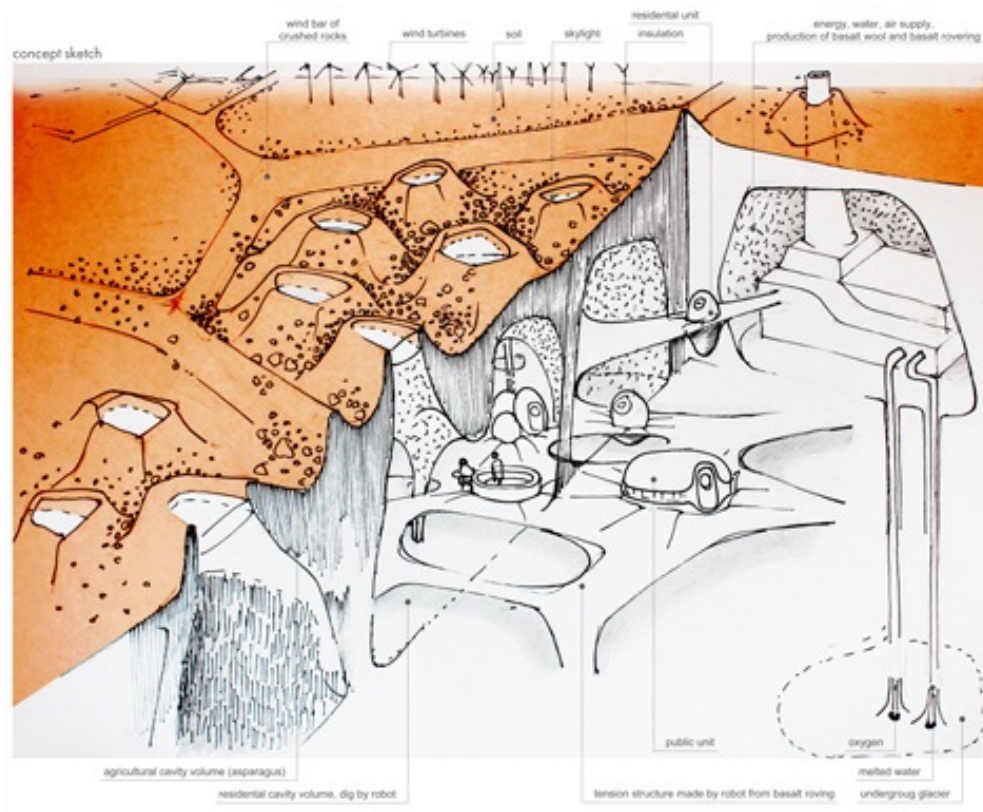 concept sketch
wind bar of
crushed rocks
wind turbines
soil
skylight
residental unit
insulation
energy, water, air supply,
production of basalt wool and basalt rovering
agricultural cavity volume (asparagus)
residental cavity volume, dig by robot
tension structure made by robot from basalt roving
public unit
oxygen
melted water
undergroug glacier